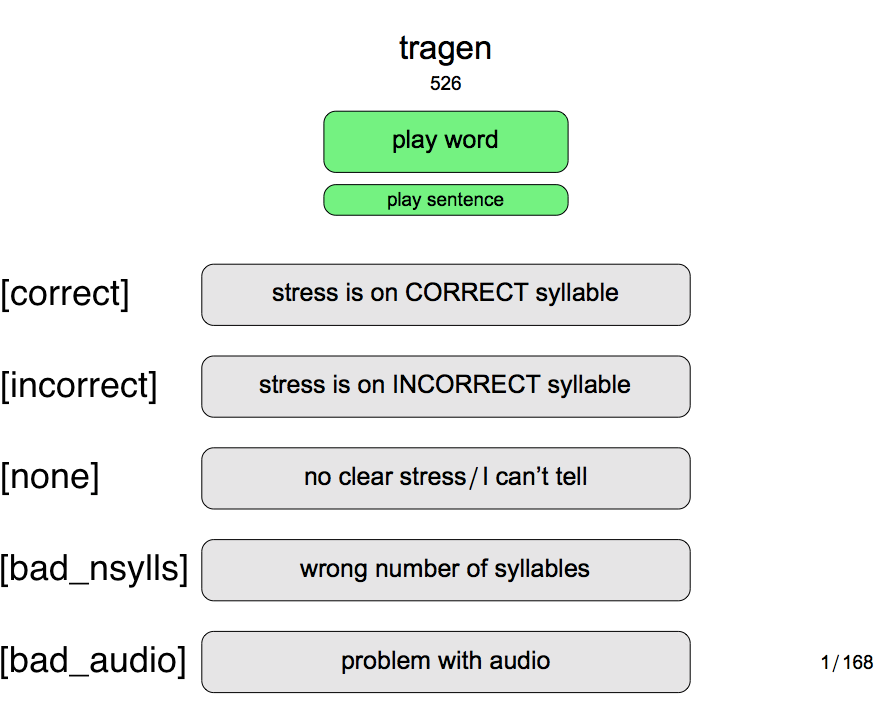 tragen
526
play word
play sentence
[correct] stress is on CORRECT syllable
[incorrect] stress is on INCORRECT syllable
[none] no clear stress/I can't tell
[bad_nsylls] wrong number of syllables
[bad_audio] problem with audio
1/168